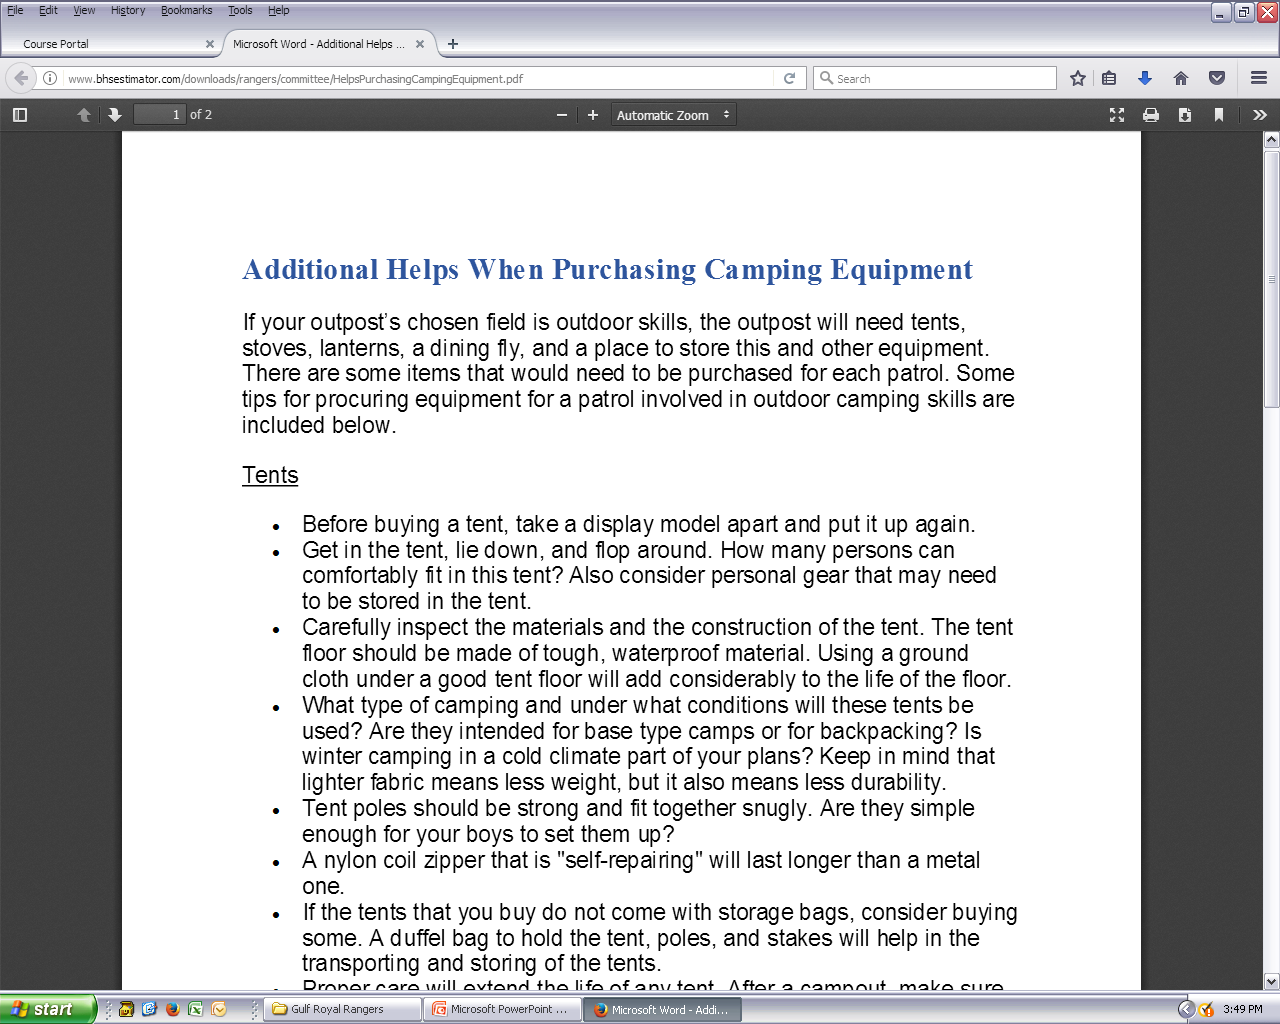 File Edit View History Bookmarks Tools Help
Course Portal
Microsoft Word - Additional Helps ...
www.bhsestimator.com/downloads/rangers/committee/HelpsPurchasingCampingEquipment.pdf
Search
1 of 2
Automatic Zoom
Additional Helps When Purchasing Camping Equipment
If your outpost’s chosen field is outdoor skills, the outpost will need tents,
stoves, lanterns, a dining fly, and a place to store this and other equipment.
There are some items that would need to be purchased for each patrol. Some
tips for procuring equipment for a patrol involved in outdoor camping skills are
included below.
Tents
• Before buying a tent, take a display model apart and put it up again.
• Get in the tent, lie down, and flop around. How many persons can
comfortably fit in this tent? Also consider personal gear that may need
to be stored in the tent.
• Carefully inspect the materials and the construction of the tent. The tent
floor should be made of tough, waterproof material. Using a ground
cloth under a good tent floor will add considerably to the life of the floor.
• What type of camping and under what conditions will these tents be
used? Are they intended for base type camps or for backpacking? Is
winter camping in a cold climate part of your plans? Keep in mind that
lighter fabric means less weight, but it also means less durability.
• Tent poles should be strong and fit together snugly. Are they simple
enough for your boys to set them up?
• A nylon coil zipper that is "self-repairing" will last longer than a metal
one.
• If the tents that you buy do not come with storage bags, consider buying
some. A duffel bag to hold the tent, poles, and stakes will help in the
transporting and storing of the tents.
• Proper care will extend the life of any tent. After a campout, make sure
start
Gulf Royal Rangers
Microsoft PowerPoint ...
Microsoft Word - Addi...
3:49 PM